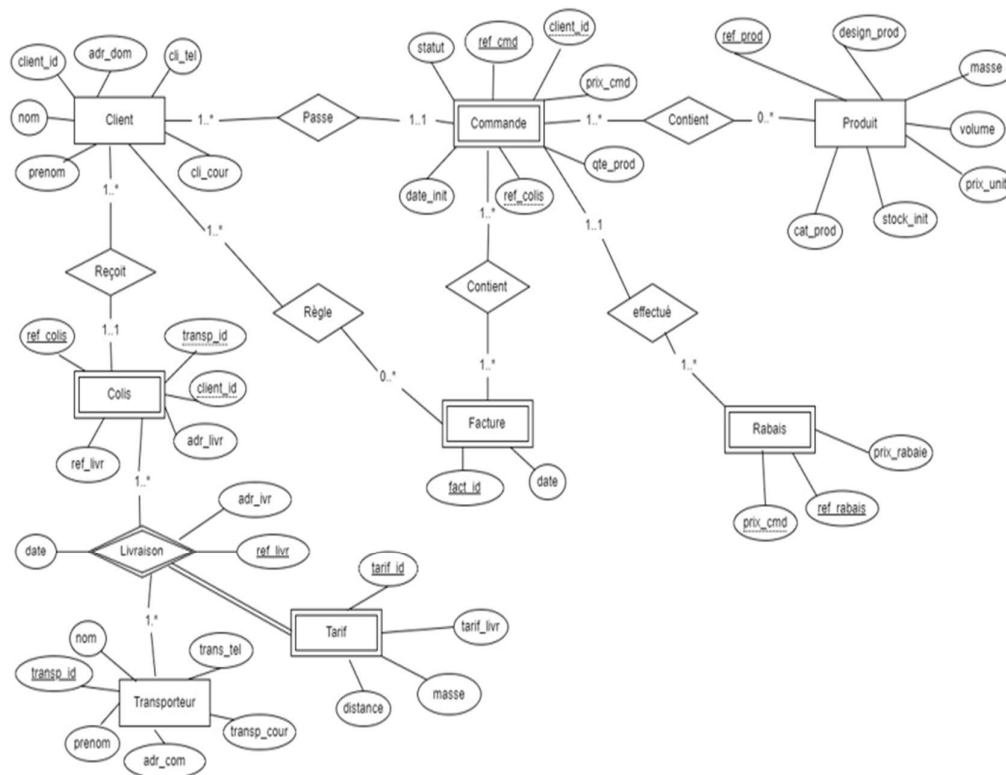 ref_cmd
client_id
design_prod
ref_prod
adr_dom
cli_tel
client_id
statut
masse
prix_cmd
nom
Client
1..*
Passe
1..1
Commande
1..*
Contient
0..*
Produit
volume
prenom
cli_cour
qte_prod
prix_unit
date_init
ref_colis
stock_init
cat_prod
1..*
1..*
1..*
1..1
Reçoit
Contient
Règle
effectué
1..1
ref_colis
transp_id
0..*
1..*
1..*
client_id
Colis
Facture
Rabais
adr_livr
prix_rabaie
ref_livr
fact_id
date
1..*
ref_rabais
prix_cmd
adr_ivr
date
Livraison
ref_livr
tarif_id
1.*
tarif_livr
Tarif
nom
trans_tel
transp_id
masse
Transporteur
distance
transp_cour
prenom
adr_com